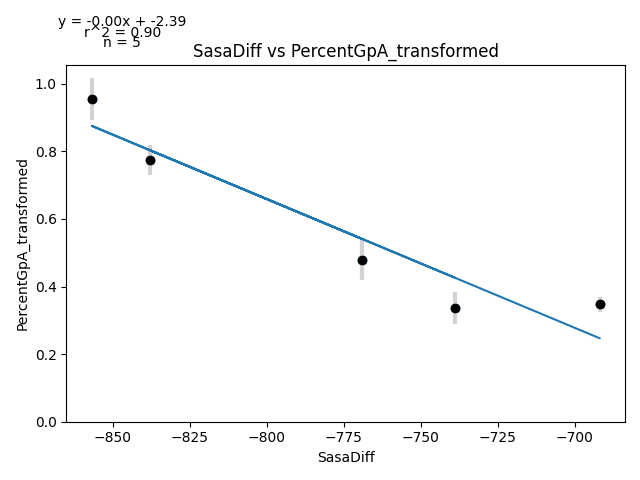 y = -0.00x + -2.39
r^2 = 0.90
n = 5
SasaDiff vs PercentGpA_transformed
PercentGpA_transformed
1.0
0.8
0.6
0.4
0.2
0.0
−850
−825
−800
−775
−750
−725
−700
SasaDiff